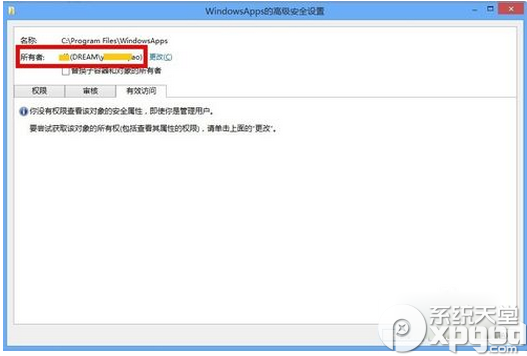 WindowsApps的高级安全设置
名称: C:\Program Files\WindowsApps
所有者: (DREAM\y jiao) 更改(C)
替换子容器和对象的所有者
权限 审核 有效访问
你没有权限查看该对象的安全属性，即使你是管理用户。
要尝试获取该对象的所有权(包括查看其属性的权限)，请单击上面的"更改"。
系统天堂
xpgod